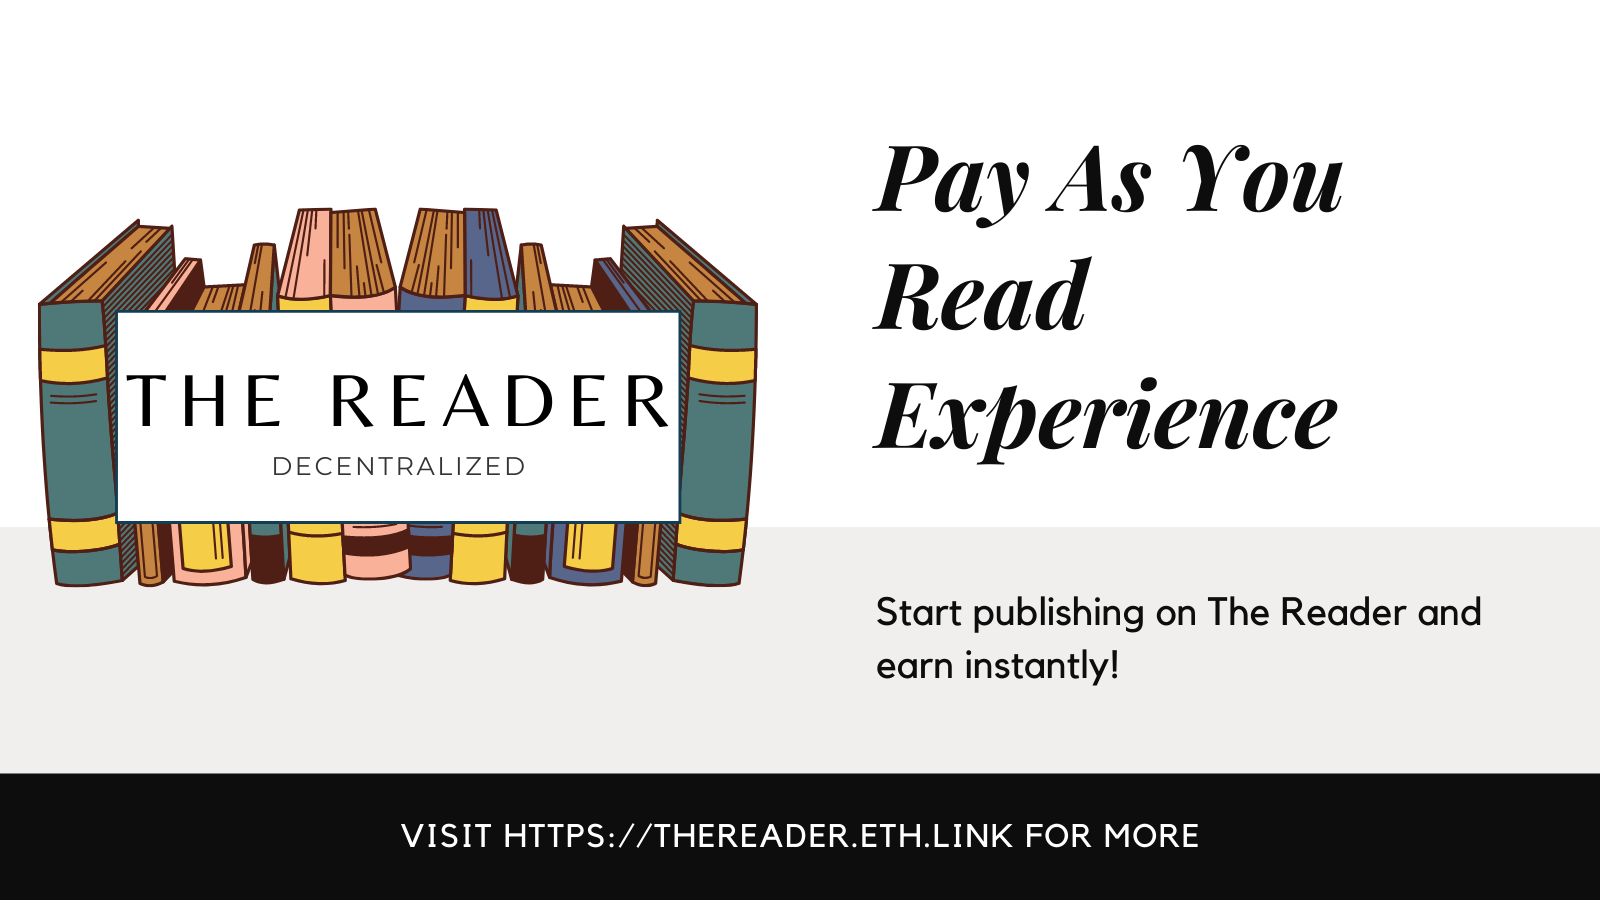 THE READER
DECENTRALIZED
Pay As You
Read
Experience
Start publishing on The Reader and
earn instantly!
VISIT HTTPS://THEREADER.ETH.LINK FOR MORE